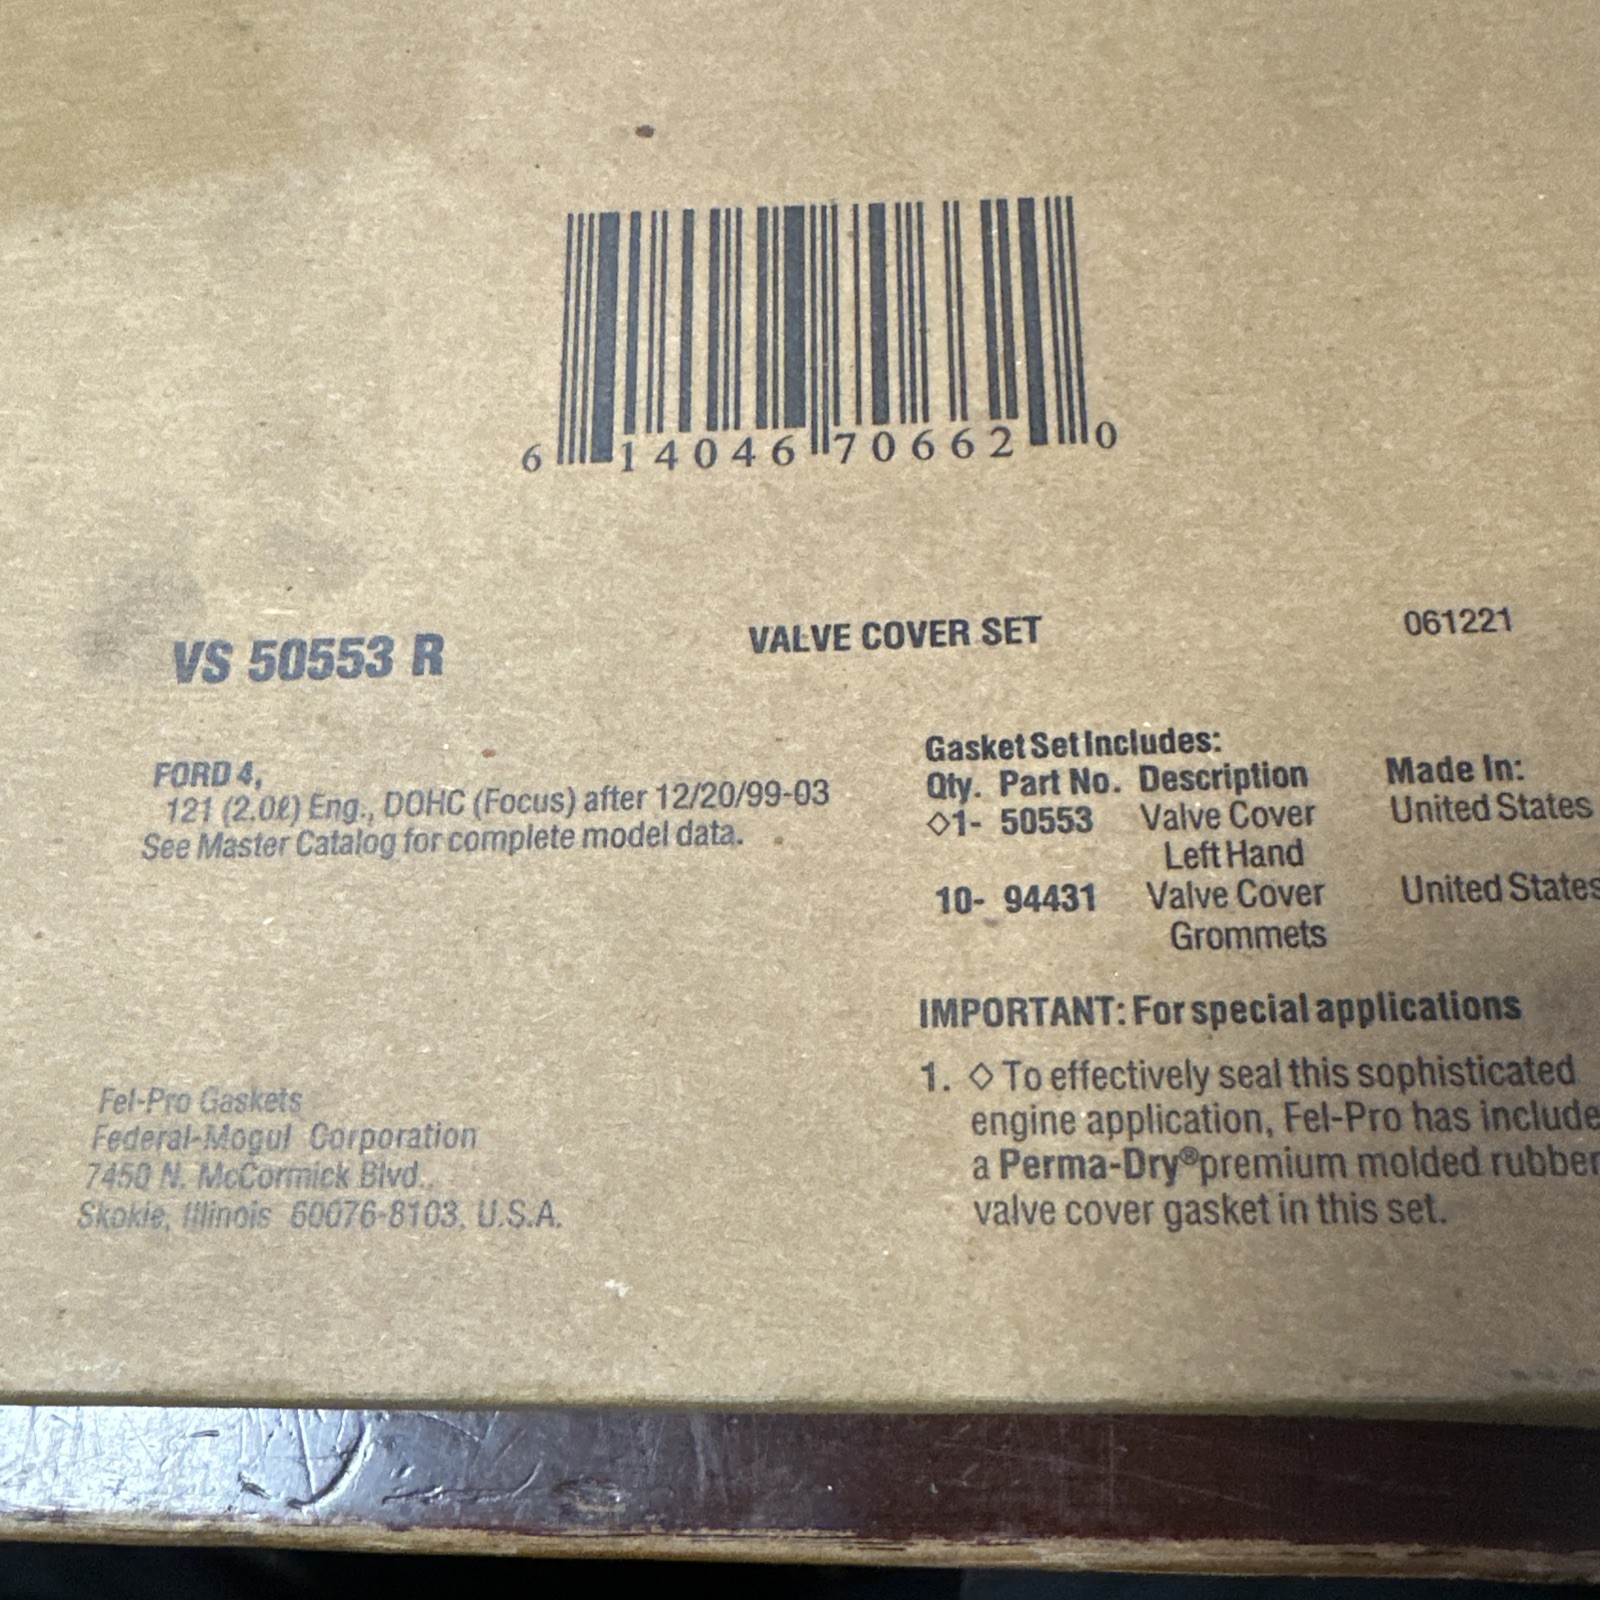 6 14046 70662 0
VS 50553 R
VALVE COVER SET
061221
FORD 4,
121 (2.0ℓ) Eng., DOHC (Focus) after 12/20/99-03
See Master Catalog for complete model data.
Gasket Set Includes:
Qty. Part No. Description Made In:
◇1- 50553 Valve Cover United States
Left Hand
10- 94431 Valve Cover United States
Grommets
IMPORTANT: For special applications
1. ◇ To effectively seal this sophisticated
engine application, Fel-Pro has include
a Perma-Dry® premium molded rubber
valve cover gasket in this set.
Fel-Pro Gaskets
Federal-Mogul Corporation
7450 N. McCormick Blvd.,
Skokie, Illinois 60076-8103, U.S.A.